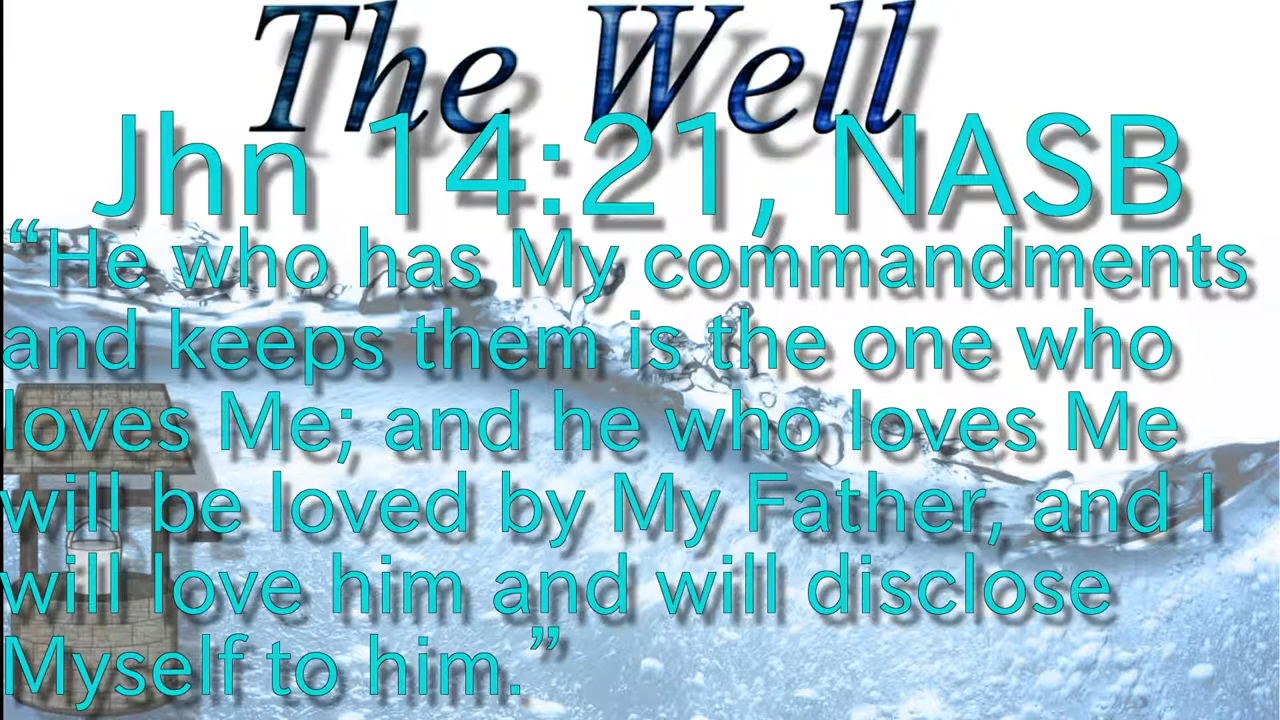 The Well
Jhn 14:21, NASB
“He who has My commandments
and keeps them is the one who
loves Me; and he who loves Me
will be loved by My Father, and I
will love him and will disclose
Myself to him.”